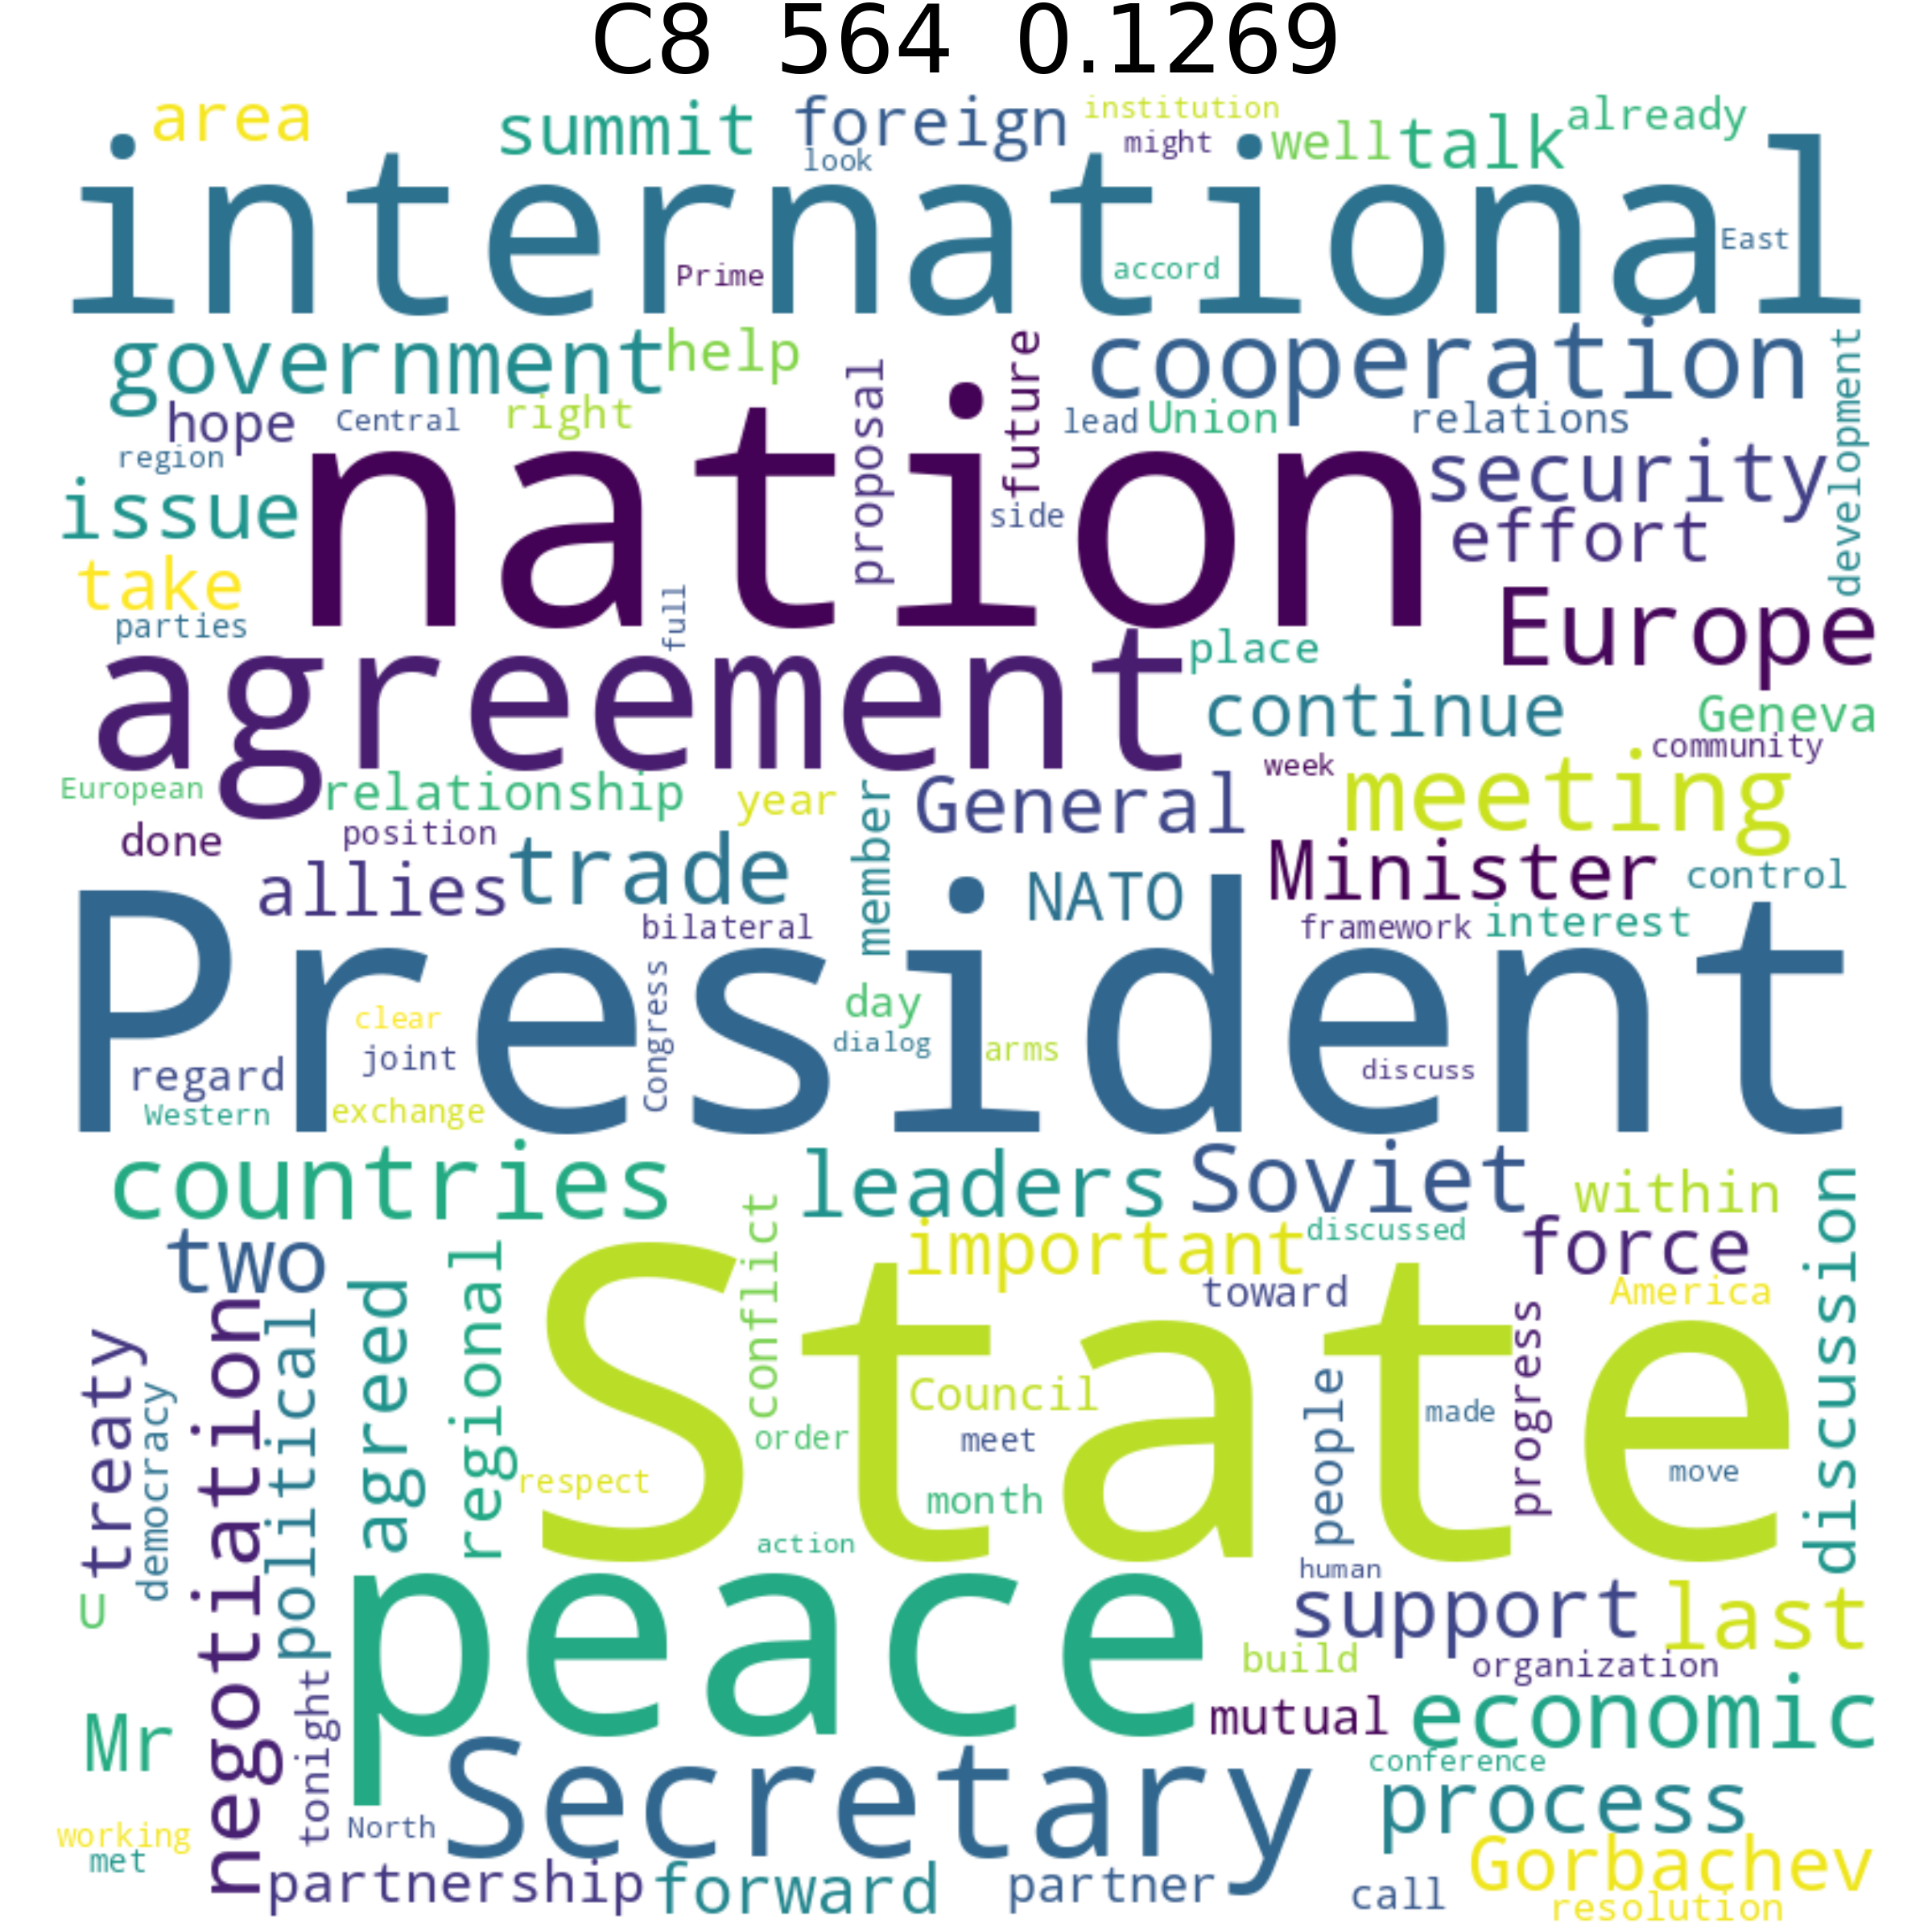 C8 564 0.1269
area summit foreign institution already
look might well talk
international
Prime accord East
government help cooperation
hope Central right proposal future lead Union relations development
region
issue nation side security
effort
take
parties full Europe
agreement place
continue Geneva
week community
European relationship year member General meeting
done position
allies trade NATO Minister control
bilateral framework interest
President
clear Congress day
regard joint dialog arms discuss
Western exchange
countries leaders Soviet within discussion
two conflict important discussed force
toward America
treaty negotiation political agreed regional State
democracy Council people made progress
order meet
respect month move
action
U peace human
support last
build organization
Mr tonight mutual economic
Secretary conference
working North process
met Gorbachev
partnership forward partner call
resolution